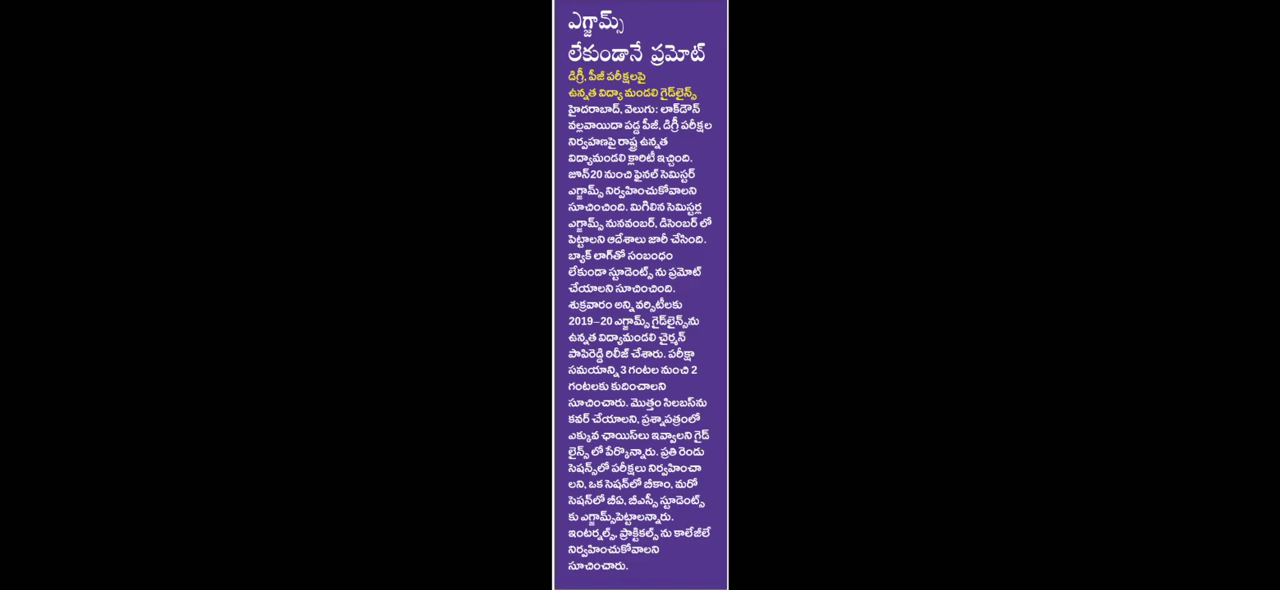 ఎగ్జామ్స్
లేకుండానే ప్రమోట్
డిగ్రీ, పీజీ పరీక్షలపై
ఉన్నత విద్యా మండలి గైడ్‌లైన్స్
హైదరాబాద్, వెలుగు: లాక్‌డౌన్
వల్లవాయిదా పడ్డ పీజీ, డిగ్రీ పరీక్షల
నిర్వహణపై రాష్ట్ర ఉన్నత
విద్యామండలి క్లారిటీ ఇచ్చింది.
జూన్20 నుంచి ఫైనల్ సెమిస్టర్
ఎగ్జామ్స్ నిర్వహించుకోవాలని
సూచించింది. మిగిలిన సెమిస్టర్ల
ఎగ్జామ్స్ నునవంబర్, డిసెంబర్ లో
పెట్టాలని ఆదేశాలు జారీ చేసింది.
బ్యాక్ లాగ్‌తో సంబంధం
లేకుండా స్టూడెంట్స్ ను ప్రమోట్
చేయాలని సూచించింది.
శుక్రవారం అన్ని వర్సిటీలకు
2019–20 ఎగ్జామ్స్ గైడ్‌లైన్స్‌ను
ఉన్నత విద్యామండలి చైర్మన్
పాపిరెడ్డి రిలీజ్ చేశారు. పరీక్షా
సమయాన్ని 3 గంటల నుంచి 2
గంటలకు కుదించాలని
సూచించారు. మొత్తం సిలబస్‌ను
కవర్ చేయాలని, ప్రశ్నాపత్రంలో
ఎక్కువ ఛాయిస్‌లు ఇవ్వాలని గైడ్
లైన్స్ లో పేర్కొన్నారు. ప్రతి రెండు
సెషన్స్‌లో పరీక్షలు నిర్వహించా
లని, ఒక సెషన్‌లో బీకాం, మరో
సెషన్‌లో బీఏ, బీఎస్సీ స్టూడెంట్స్
కు ఎగ్జామ్స్‌పెట్టాలన్నారు.
ఇంటర్నల్స్, ప్రాక్టికల్స్ ను కాలేజీలే
నిర్వహించుకోవాలని
సూచించారు.